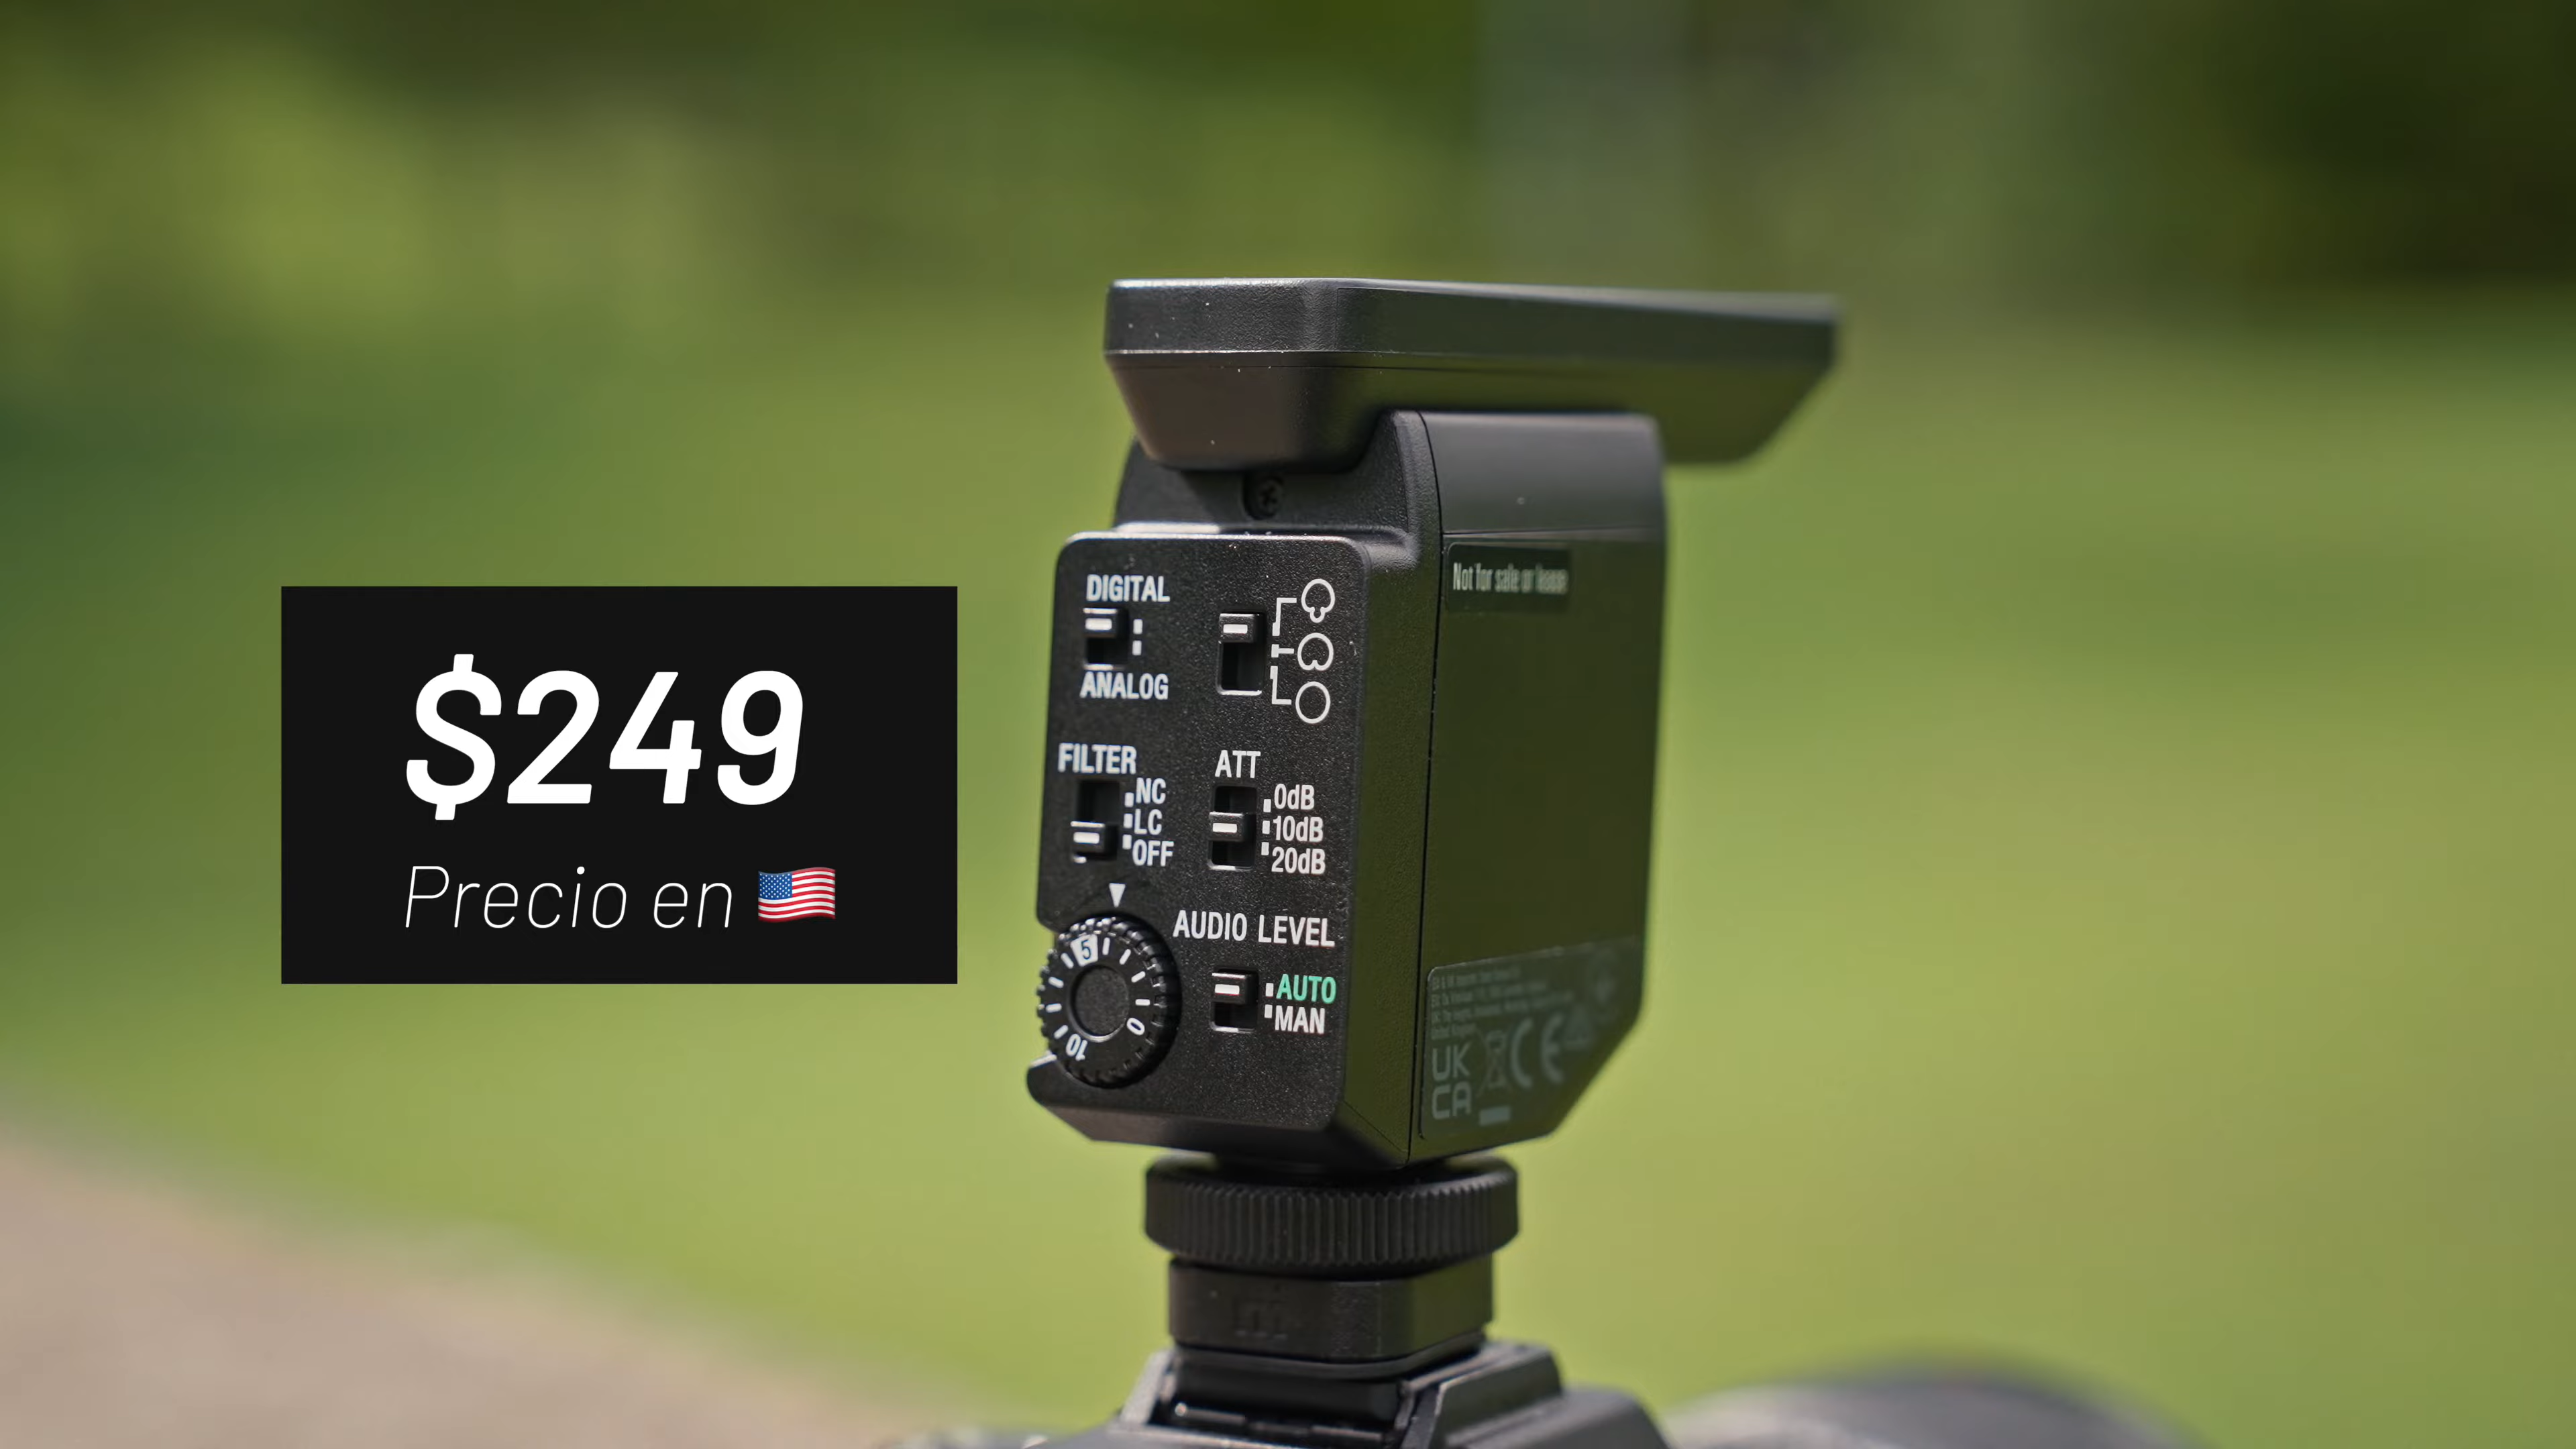 $249
Precio en 🇺🇸
DIGITAL
ANALOG
FILTER
NC
LC
OFF
ATT
0dB
10dB
20dB
AUDIO LEVEL
AUTO
MAN
5
0
10
Not for sale or lease
UK
CA
CE